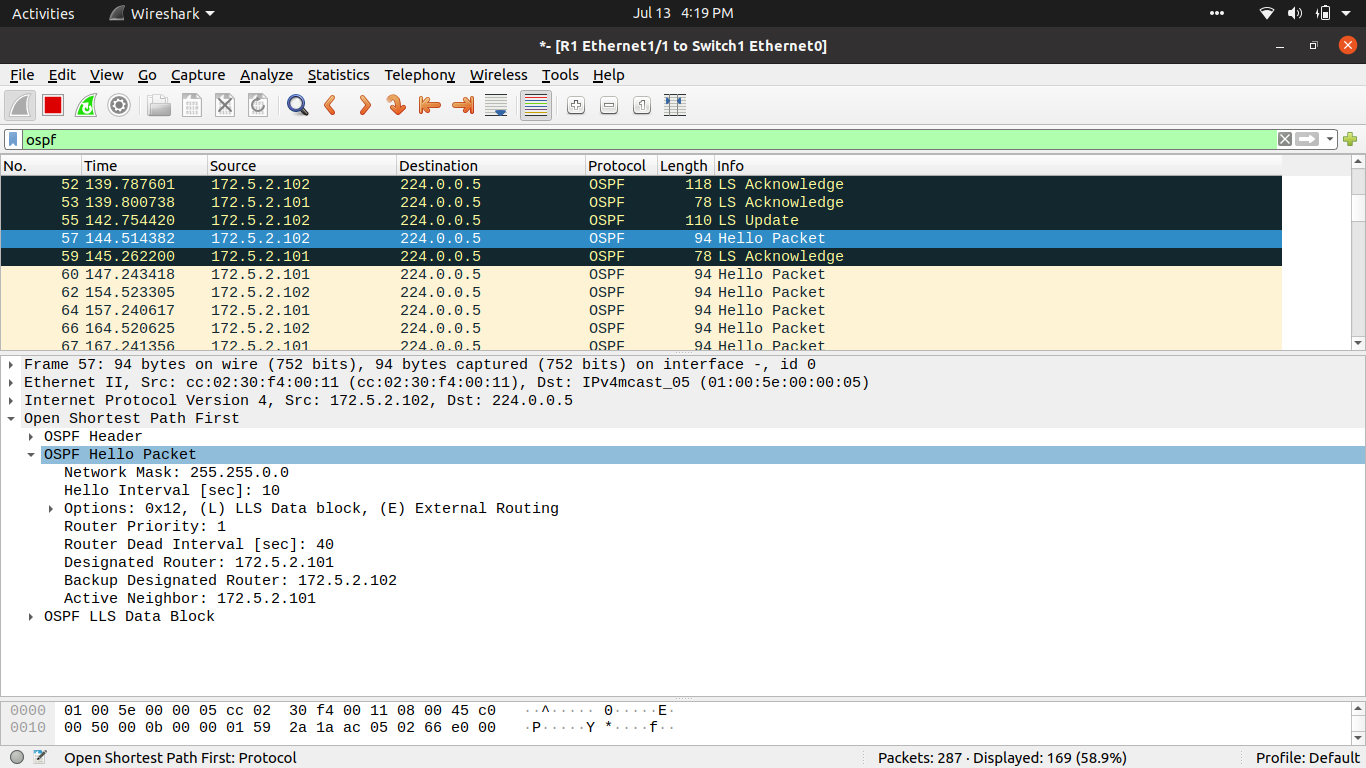 Activities Wireshark Jul 13 4:19 PM
*- [R1 Ethernet1/1 to Switch1 Ethernet0]
File Edit View Go Capture Analyze Statistics Telephony Wireless Tools Help
ospf
No. Time Source Destination Protocol Length Info
52 139.787601 172.5.2.102 224.0.0.5 OSPF 118 LS Acknowledge
53 139.800738 172.5.2.101 224.0.0.5 OSPF 78 LS Acknowledge
55 142.754420 172.5.2.102 224.0.0.5 OSPF 110 LS Update
57 144.514382 172.5.2.102 224.0.0.5 OSPF 94 Hello Packet
59 145.262200 172.5.2.101 224.0.0.5 OSPF 78 LS Acknowledge
60 147.243418 172.5.2.101 224.0.0.5 OSPF 94 Hello Packet
62 154.523305 172.5.2.102 224.0.0.5 OSPF 94 Hello Packet
64 157.240617 172.5.2.101 224.0.0.5 OSPF 94 Hello Packet
66 164.520625 172.5.2.102 224.0.0.5 OSPF 94 Hello Packet
67 167.241356 172.5.2.101 224.0.0.5 OSPF 94 Hello Packet
Frame 57: 94 bytes on wire (752 bits), 94 bytes captured (752 bits) on interface -, id 0
Ethernet II, Src: cc:02:30:f4:00:11 (cc:02:30:f4:00:11), Dst: IPv4mcast_05 (01:00:5e:00:00:05)
Internet Protocol Version 4, Src: 172.5.2.102, Dst: 224.0.0.5
Open Shortest Path First
OSPF Header
OSPF Hello Packet
Network Mask: 255.255.0.0
Hello Interval [sec]: 10
Options: 0x12, (L) LLS Data block, (E) External Routing
Router Priority: 1
Router Dead Interval [sec]: 40
Designated Router: 172.5.2.101
Backup Designated Router: 172.5.2.102
Active Neighbor: 172.5.2.101
OSPF LLS Data Block
0000 01 00 5e 00 00 05 cc 02 30 f4 00 11 08 00 45 c0 ··^····· 0·····E·
0010 00 50 00 0b 00 00 01 59 2a 1a ac 05 02 66 e0 00 ·P·····Y *····f··
Open Shortest Path First: Protocol Packets: 287 · Displayed: 169 (58.9%) Profile: Default